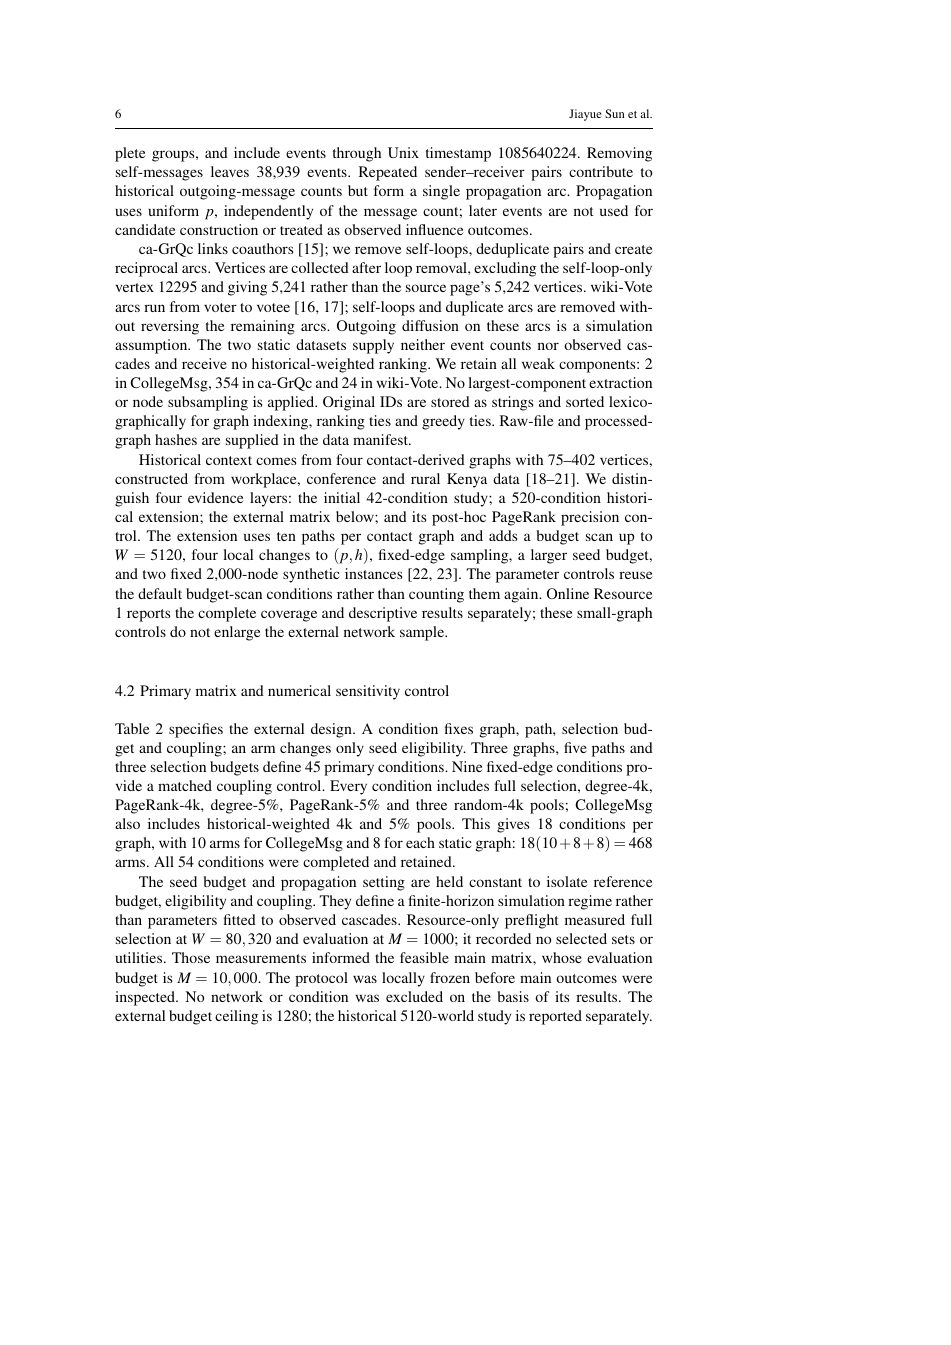 6 Jiayue Sun et al.
plete groups, and include events through Unix timestamp 1085640224. Removing
self-messages leaves 38,939 events. Repeated sender–receiver pairs contribute to
historical outgoing-message counts but form a single propagation arc. Propagation
uses uniform p, independently of the message count; later events are not used for
candidate construction or treated as observed influence outcomes.
ca-GrQc links coauthors [15]; we remove self-loops, deduplicate pairs and create
reciprocal arcs. Vertices are collected after loop removal, excluding the self-loop-only
vertex 12295 and giving 5,241 rather than the source page's 5,242 vertices. wiki-Vote
arcs run from voter to votee [16, 17]; self-loops and duplicate arcs are removed with-
out reversing the remaining arcs. Outgoing diffusion on these arcs is a simulation
assumption. The two static datasets supply neither event counts nor observed cas-
cades and receive no historical-weighted ranking. We retain all weak components: 2
in CollegeMsg, 354 in ca-GrQc and 24 in wiki-Vote. No largest-component extraction
or node subsampling is applied. Original IDs are stored as strings and sorted lexico-
graphically for graph indexing, ranking ties and greedy ties. Raw-file and processed-
graph hashes are supplied in the data manifest.
Historical context comes from four contact-derived graphs with 75–402 vertices,
constructed from workplace, conference and rural Kenya data [18–21]. We distin-
guish four evidence layers: the initial 42-condition study; a 520-condition histori-
cal extension; the external matrix below; and its post-hoc PageRank precision con-
trol. The extension uses ten paths per contact graph and adds a budget scan up to
W = 5120, four local changes to (p,h), fixed-edge sampling, a larger seed budget,
and two fixed 2,000-node synthetic instances [22, 23]. The parameter controls reuse
the default budget-scan conditions rather than counting them again. Online Resource
1 reports the complete coverage and descriptive results separately; these small-graph
controls do not enlarge the external network sample.
4.2 Primary matrix and numerical sensitivity control
Table 2 specifies the external design. A condition fixes graph, path, selection bud-
get and coupling; an arm changes only seed eligibility. Three graphs, five paths and
three selection budgets define 45 primary conditions. Nine fixed-edge conditions pro-
vide a matched coupling control. Every condition includes full selection, degree-4k,
PageRank-4k, degree-5%, PageRank-5% and three random-4k pools; CollegeMsg
also includes historical-weighted 4k and 5% pools. This gives 18 conditions per
graph, with 10 arms for CollegeMsg and 8 for each static graph: 18(10+8+8) = 468
arms. All 54 conditions were completed and retained.
The seed budget and propagation setting are held constant to isolate reference
budget, eligibility and coupling. They define a finite-horizon simulation regime rather
than parameters fitted to observed cascades. Resource-only preflight measured full
selection at W = 80,320 and evaluation at M = 1000; it recorded no selected sets or
utilities. Those measurements informed the feasible main matrix, whose evaluation
budget is M = 10,000. The protocol was locally frozen before main outcomes were
inspected. No network or condition was excluded on the basis of its results. The
external budget ceiling is 1280; the historical 5120-world study is reported separately.